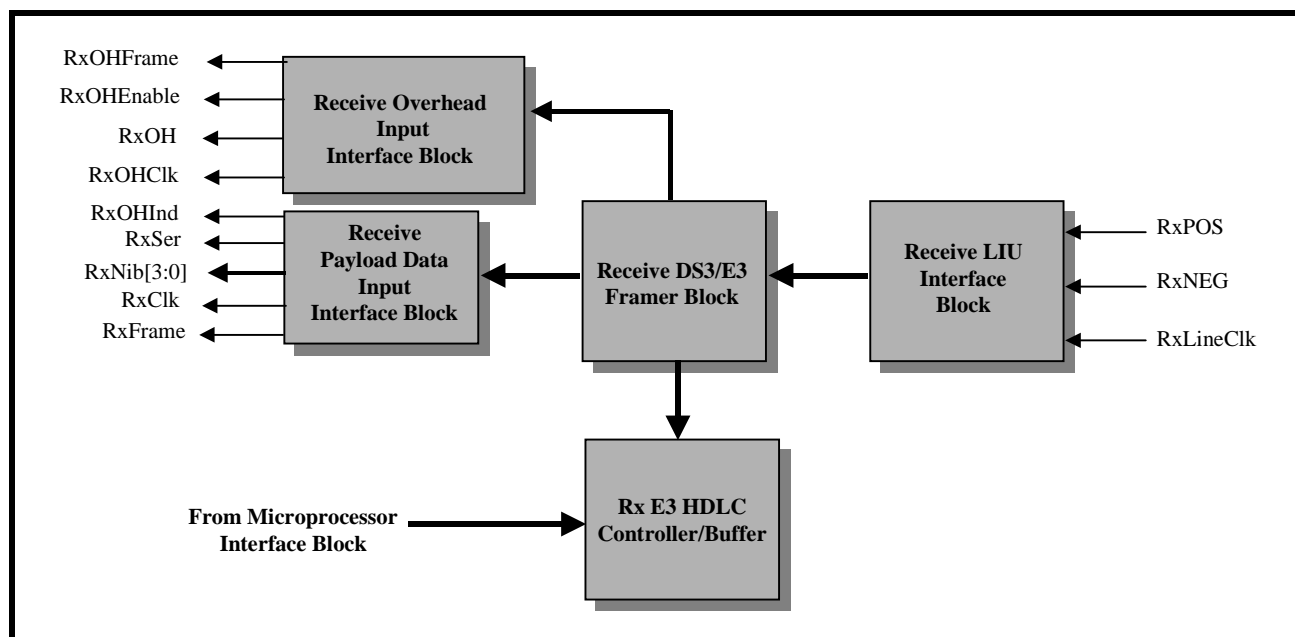 RxOHFrame
RxOHEnable
RxOH
RxOHClk
Receive Overhead
Input
Interface Block
RxOHInd
RxSer
RxNib[3:0]
RxClk
RxFrame
Receive
Payload Data
Input
Interface Block
Receive DS3/E3
Framer Block
Receive LIU
Interface
Block
RxPOS
RxNEG
RxLineClk
From Microprocessor
Interface Block
Rx E3 HDLC
Controller/Buffer